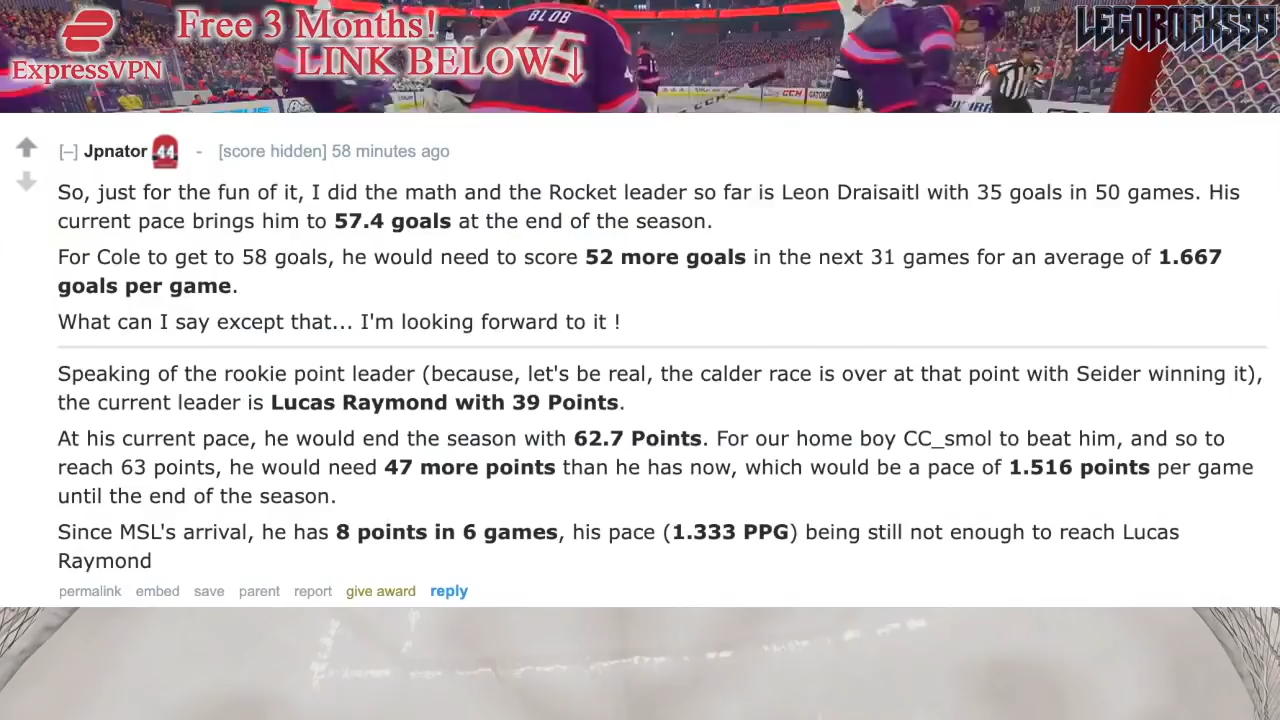 ExpressVPN
Free 3 Months!
LINK BELOW↓
BLOB
LEGOROCKS99
[–] Jpnator 44 - [score hidden] 58 minutes ago
So, just for the fun of it, I did the math and the Rocket leader so far is Leon Draisaitl with 35 goals in 50 games. His
current pace brings him to 57.4 goals at the end of the season.
For Cole to get to 58 goals, he would need to score 52 more goals in the next 31 games for an average of 1.667
goals per game.
What can I say except that... I'm looking forward to it !
Speaking of the rookie point leader (because, let's be real, the calder race is over at that point with Seider winning it),
the current leader is Lucas Raymond with 39 Points.
At his current pace, he would end the season with 62.7 Points. For our home boy CC_smol to beat him, and so to
reach 63 points, he would need 47 more points than he has now, which would be a pace of 1.516 points per game
until the end of the season.
Since MSL's arrival, he has 8 points in 6 games, his pace (1.333 PPG) being still not enough to reach Lucas
Raymond
permalink embed save parent report give award reply